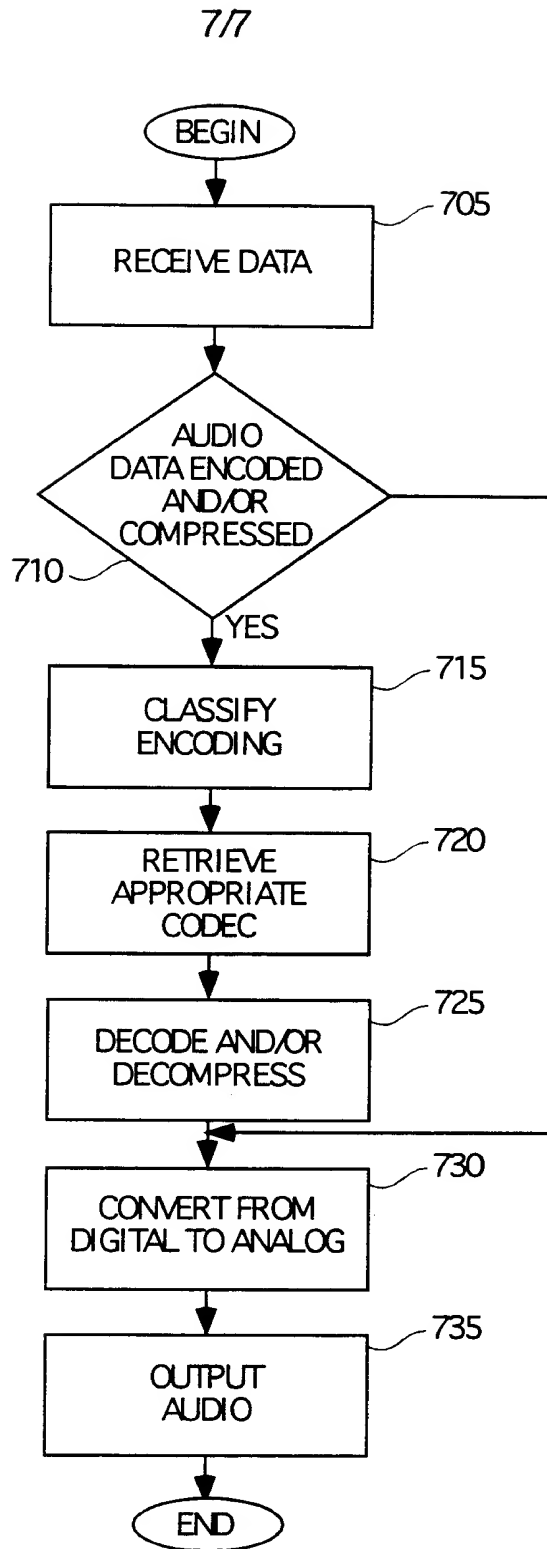 7/7
BEGIN
705
RECEIVE DATA
AUDIO
DATA ENCODED
AND/OR
COMPRESSED
710
YES
715
CLASSIFY
ENCODING
720
RETRIEVE
APPROPRIATE
CODEC
725
DECODE AND/OR
DECOMPRESS
730
CONVERT FROM
DIGITAL TO ANALOG
735
OUTPUT
AUDIO
END